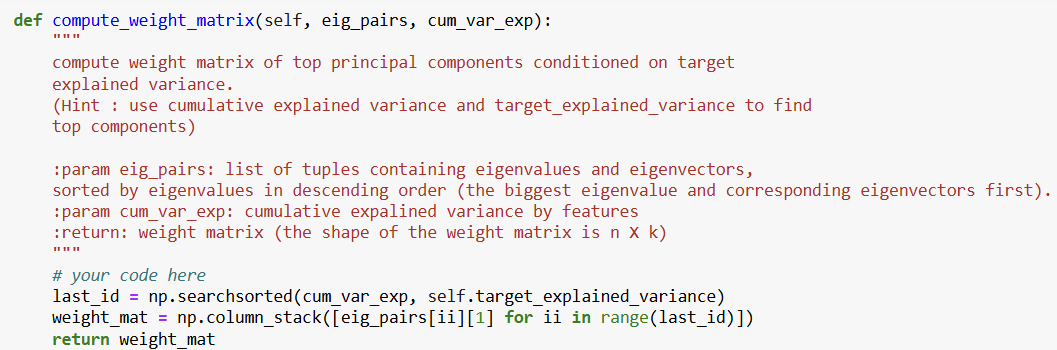 def compute_weight_matrix(self, eig_pairs, cum_var_exp):
"""
compute weight matrix of top principal components conditioned on target
explained variance.
(Hint : use cumulative explained variance and target_explained_variance to find
top components)
:param eig_pairs: list of tuples containing eigenvalues and eigenvectors,
sorted by eigenvalues in descending order (the biggest eigenvalue and corresponding eigenvectors first).
:param cum_var_exp: cumulative expalined variance by features
:return: weight matrix (the shape of the weight matrix is n X k)
"""
# your code here
last_id = np.searchsorted(cum_var_exp, self.target_explained_variance)
weight_mat = np.column_stack([eig_pairs[ii][1] for ii in range(last_id)])
return weight_mat